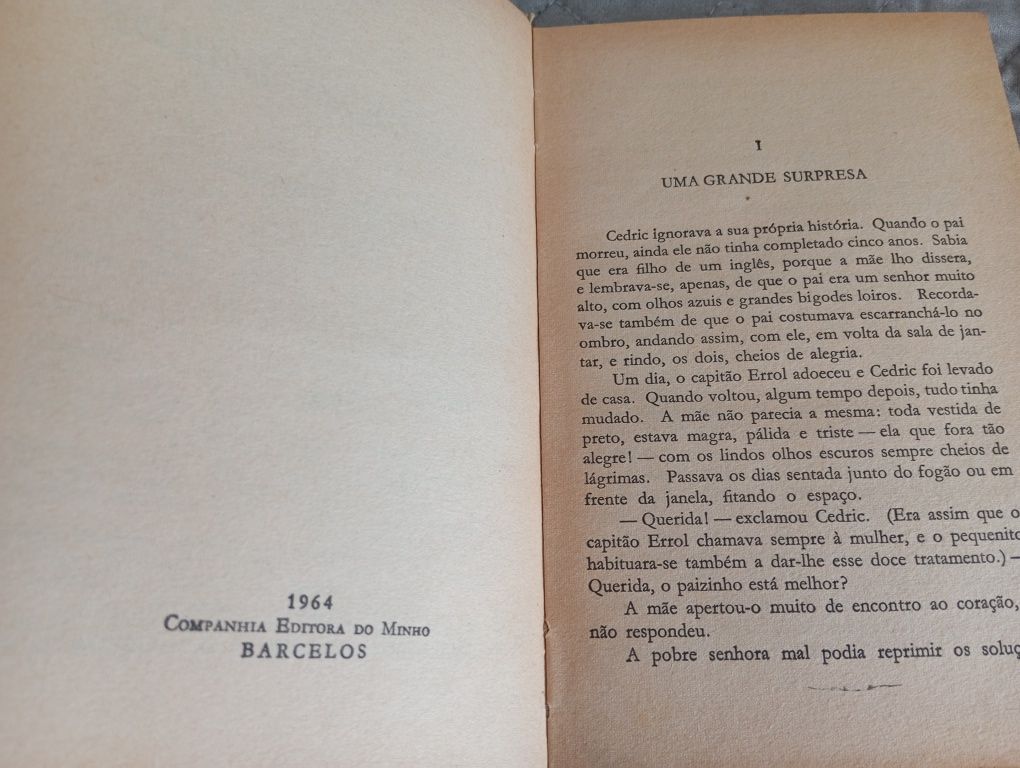 1964
COMPANHIA EDITORA DO MINHO
BARCELOS
I
UMA GRANDE SURPRESA
Cedric ignorava a sua própria história. Quando o pai
morreu, ainda ele não tinha completado cinco anos. Sabia
que era filho de um inglês, porque a mãe lho dissera,
e lembrava-se, apenas, de que o pai era um senhor muito
alto, com olhos azuis e grandes bigodes loiros. Recorda-
va-se também de que o pai costumava escarranchá-lo no
ombro, andando assim, com ele, em volta da sala de jan-
tar, e rindo, os dois, cheios de alegria.
Um dia, o capitão Errol adoeceu e Cedric foi levado
de casa. Quando voltou, algum tempo depois, tudo tinha
mudado. A mãe não parecia a mesma: toda vestida de
preto, estava magra, pálida e triste — ela que fora tão
alegre! — com os lindos olhos escuros sempre cheios de
lágrimas. Passava os dias sentada junto do fogão ou em
frente da janela, fitando o espaço.
— Querida! — exclamou Cedric. (Era assim que o
capitão Errol chamava sempre à mulher, e o pequenito
habituara-se também a dar-lhe esse doce tratamento.) —
Querida, o paizinho está melhor?
A mãe apertou-o muito de encontro ao coração,
não respondeu.
A pobre senhora mal podia reprimir os soluç